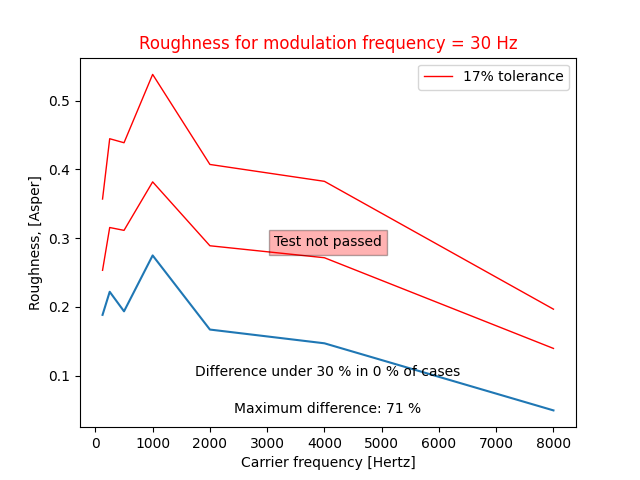 Roughness for modulation frequency = 30 Hz
17% tolerance
0.5
0.4
0.3
0.2
0.1
Roughness, [Asper]
Test not passed
Difference under 30 % in 0 % of cases
Maximum difference: 71 %
0 1000 2000 3000 4000 5000 6000 7000 8000
Carrier frequency [Hertz]